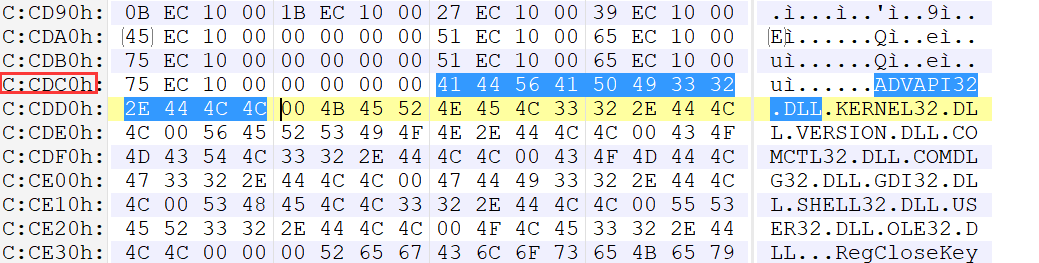 C:CD90h: 0B EC 10 00 1B EC 10 00 27 EC 10 00 39 EC 10 00 .ì...ì..'ì..9ì..
C:CDA0h: 45 EC 10 00 00 00 00 00 51 EC 10 00 65 EC 10 00 Eì......Qì..eì..
C:CDB0h: 75 EC 10 00 00 00 00 00 51 EC 10 00 65 EC 10 00 uì......Qì..eì..
C:CDC0h: 75 EC 10 00 00 00 00 00 41 44 56 41 50 49 33 32 uì......ADVAPI32
C:CDD0h: 2E 44 4C 4C 00 4B 45 52 4E 45 4C 33 32 2E 44 4C .DLL.KERNEL32.DL
C:CDE0h: 4C 00 56 45 52 53 49 4F 4E 2E 44 4C 4C 00 43 4F L.VERSION.DLL.CO
C:CDF0h: 4D 43 54 4C 33 32 2E 44 4C 4C 00 43 4F 4D 44 4C MCTL32.DLL.COMDL
C:CE00h: 47 33 32 2E 44 4C 4C 00 47 44 49 33 32 2E 44 4C G32.DLL.GDI32.DL
C:CE10h: 4C 00 53 48 45 4C 4C 33 32 2E 44 4C 4C 00 55 53 L.SHELL32.DLL.US
C:CE20h: 45 52 33 32 2E 44 4C 4C 00 4F 4C 45 33 32 2E 44 ER32.DLL.OLE32.D
C:CE30h: 4C 4C 00 00 00 52 65 67 43 6C 6F 73 65 4B 65 79 LL...RegCloseKey